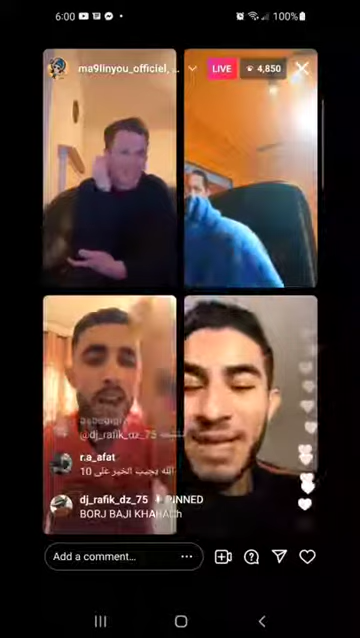 6:00
100%
ma9linyou_officiel, ...
LIVE
4,850
@dj_rafik_dz_75
r.a_afat
الله يجيب الخير على 10
dj_rafik_dz_75 PINNED
BORJ BAJI
Add a comment...